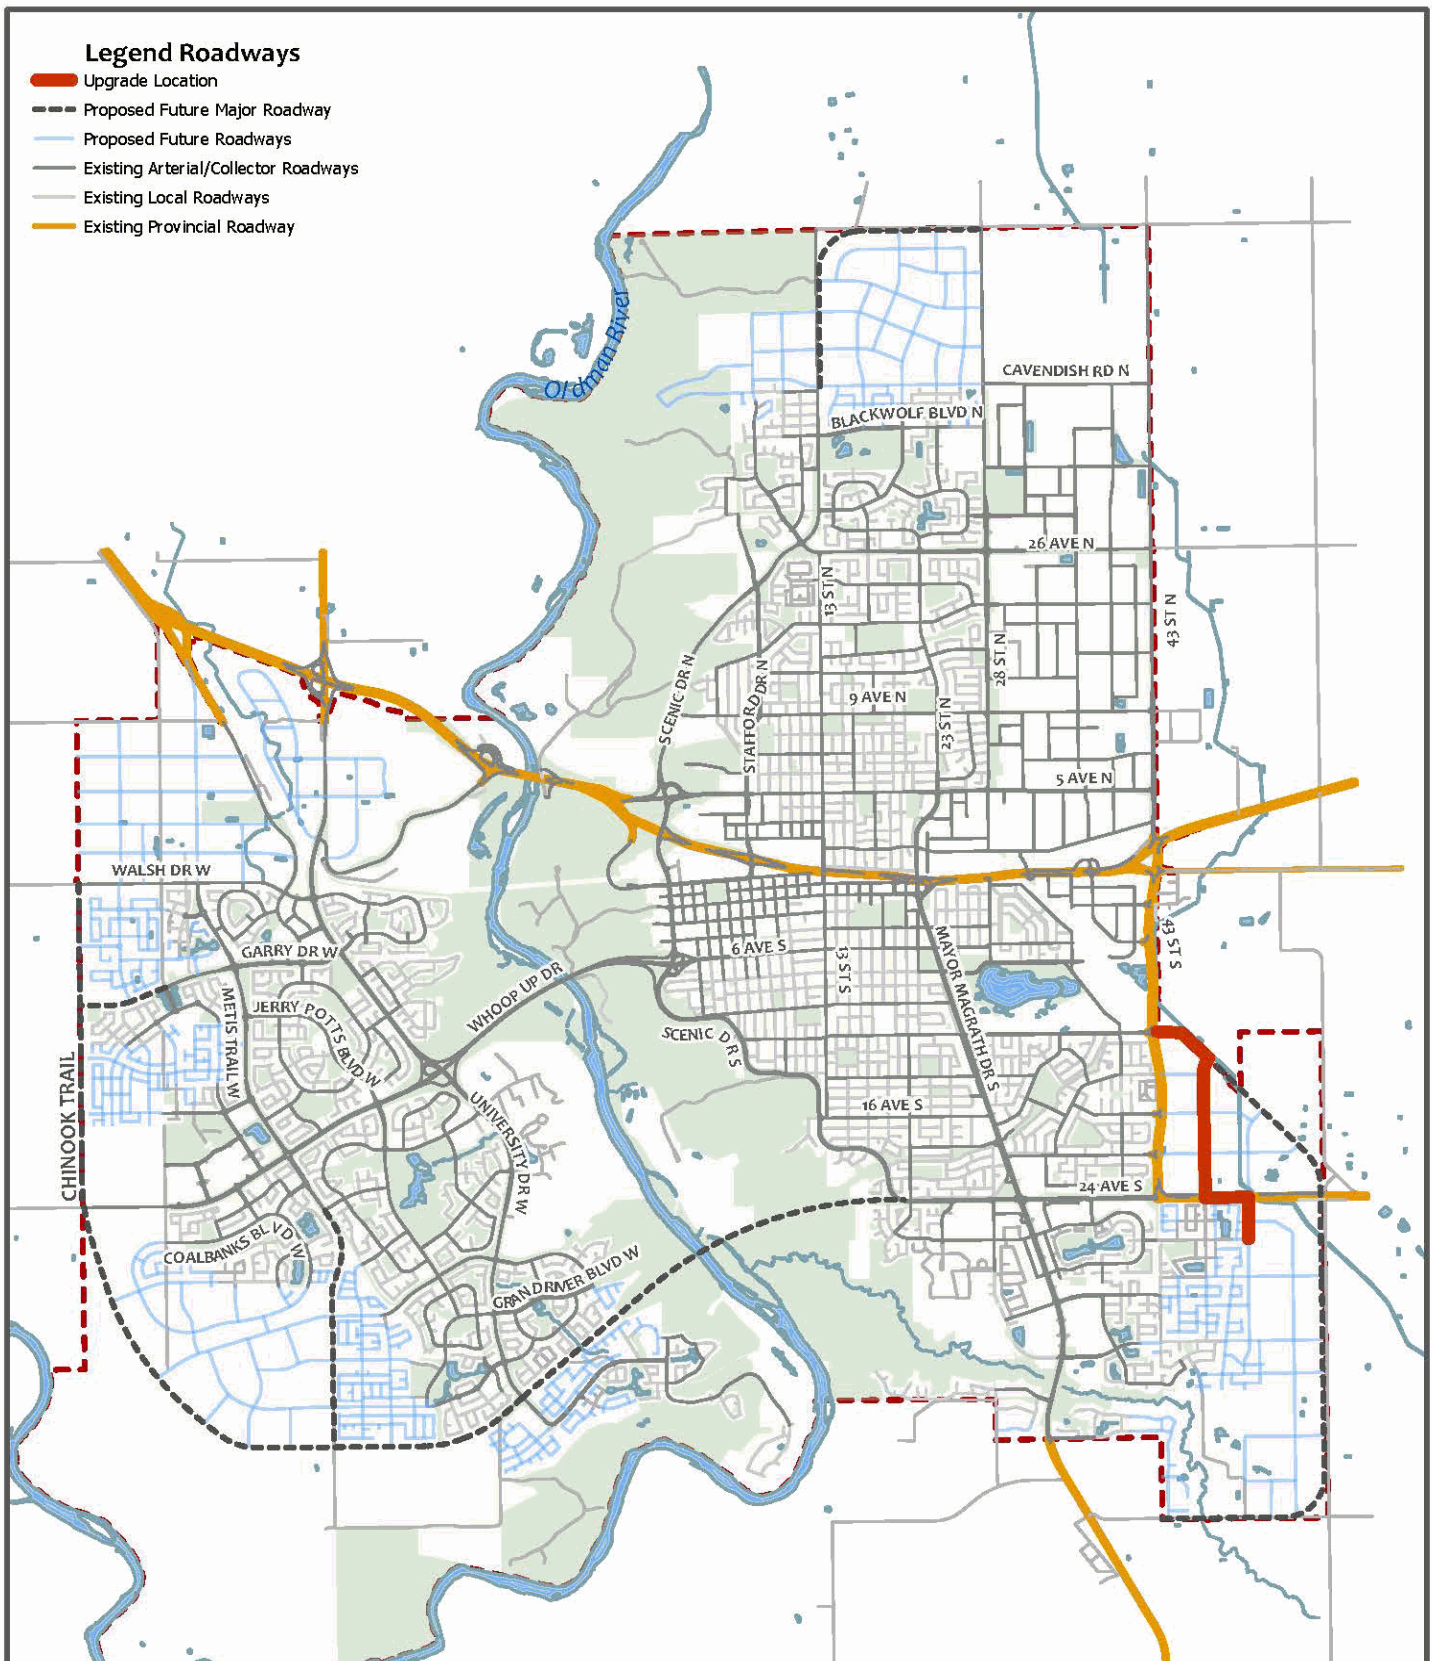 Legend Roadways
Upgrade Location
Proposed Future Major Roadway
Proposed Future Roadways
Existing Arterial/Collector Roadways
Existing Local Roadways
Existing Provincial Roadway
Oldman River
CAVENDISH RD N
BLACKWOLF BLVD N
26 AVE N
13 ST N
43 ST N
28 ST N
SCENIC DR N
STAFFORD DR N
9 AVE N
23 ST N
5 AVE N
WALSH DR W
GARRY DR W
6 AVE S
13 ST S
43 ST S
MAYOR MAGRATH DR S
WHOOP UP DR
METIS TRAIL W
JERRY POTTS BLVD W
SCENIC DR S
CHINOOK TRAIL
UNIVERSITY DR W
16 AVE S
24 AVE S
COALBANKS BLVD W
GRANDRIVER BLVD W